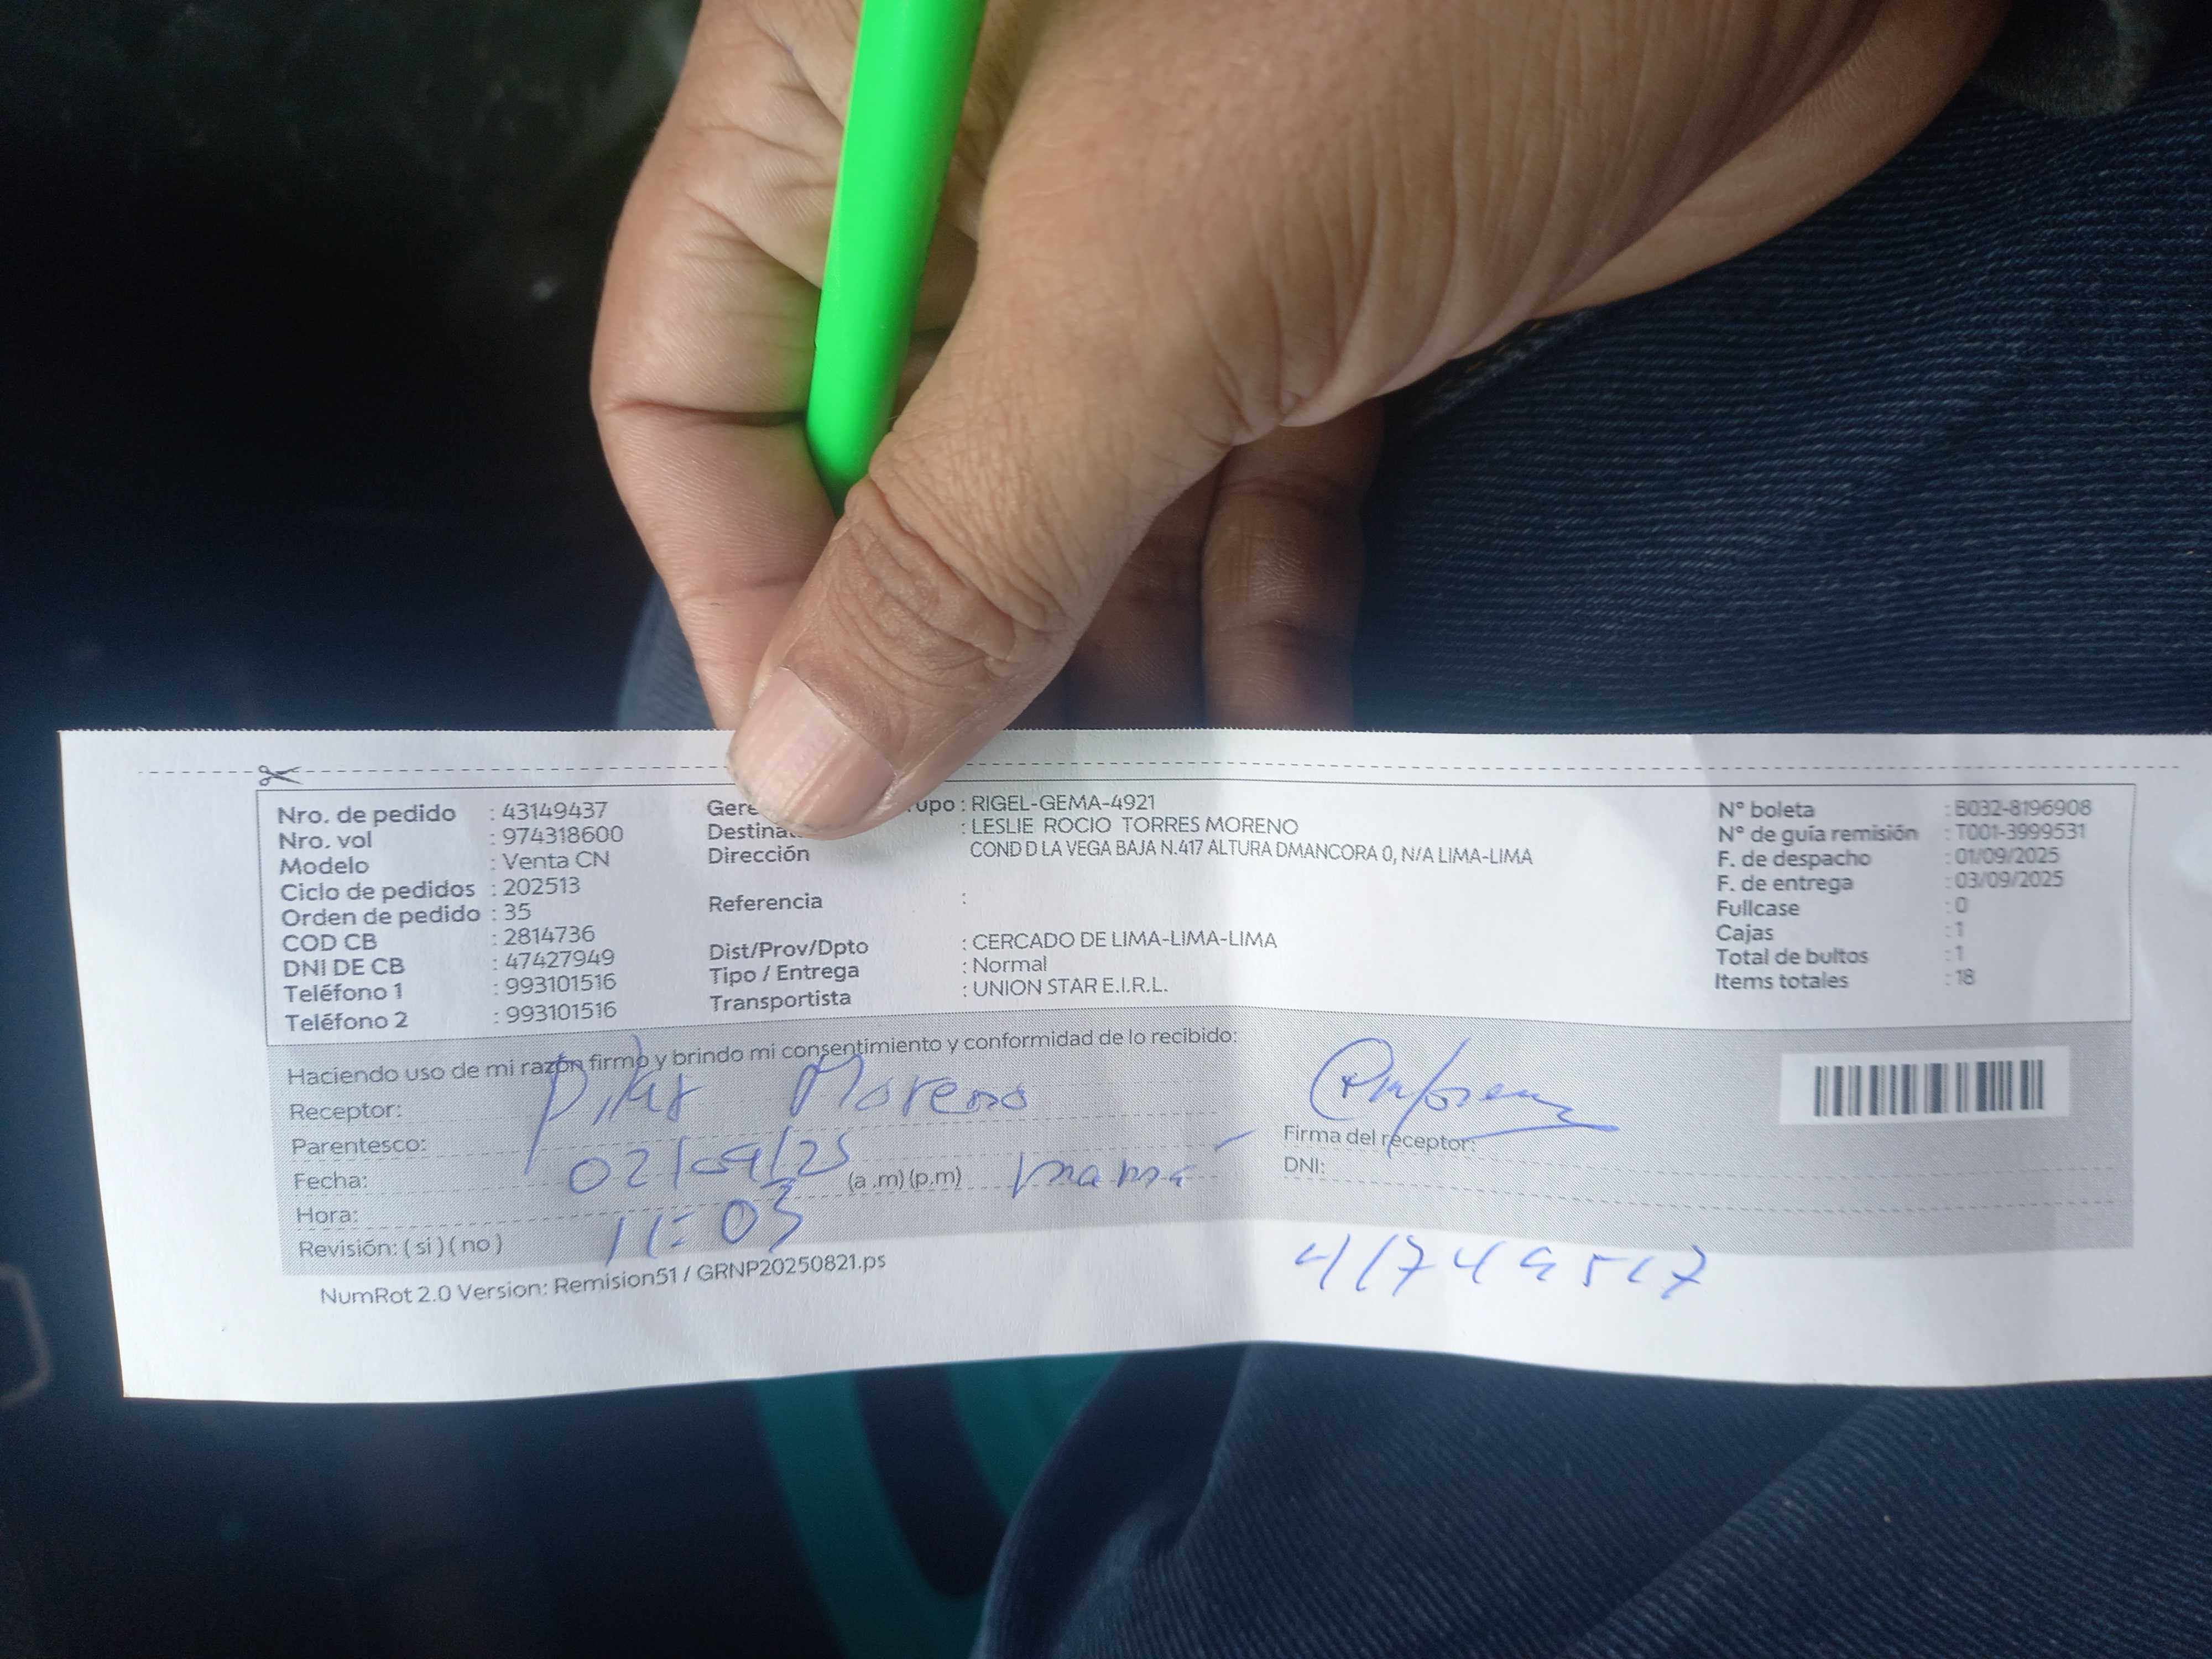 Nro. de pedido : 43149437
Nro. vol : 974318600
Modelo : Venta CN
Ciclo de pedidos : 202513
Orden de pedido : 35
COD CB : 2814736
DNI DE CB : 47427949
Teléfono 1 : 993101516
Teléfono 2 : 993101516
: RIGEL-GEMA-4921
: LESLIE ROCIO TORRES MORENO
Dirección COND D LA VEGA BAJA N.417 ALTURA DMANCORA 0, N/A LIMA-LIMA
Referencia :
Dist/Prov/Dpto : CERCADO DE LIMA-LIMA-LIMA
Tipo / Entrega : Normal
Transportista : UNION STAR E.I.R.L.
N° boleta : B032-8196908
N° de guía remisión : T001-3999531
F. de despacho : 01/09/2025
F. de entrega : 03/09/2025
Fullcase : 0
Cajas : 1
Total de bultos : 1
Items totales : 18
Haciendo uso de mi razón firmo y brindo mi consentimiento y conformidad de lo recibido:
Receptor: Pilar Moreno
Parentesco: mamá
Fecha: 02/09/25 (a .m) (p.m)
Hora: 11:03
Revisión: ( si ) ( no )
Firma del receptor:
DNI:
NumRot 2.0 Version: Remision51 / GRNP20250821.ps